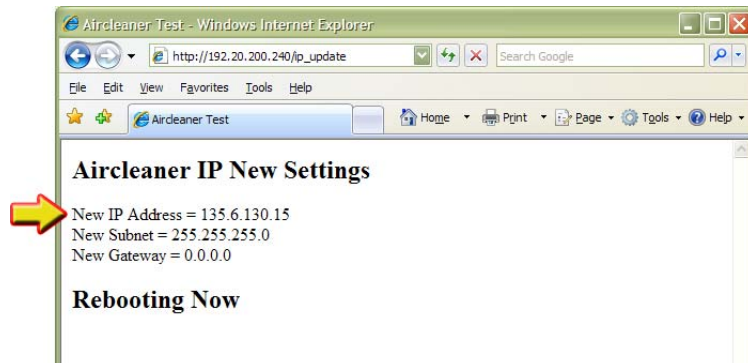 Aircleaner Test - Windows Internet Explorer
http://192.20.200.240/ip_update
Search Google
File Edit View Favorites Tools Help
Aircleaner Test
Home Print Page Tools Help
Aircleaner IP New Settings
New IP Address = 135.6.130.15
New Subnet = 255.255.255.0
New Gateway = 0.0.0.0
Rebooting Now